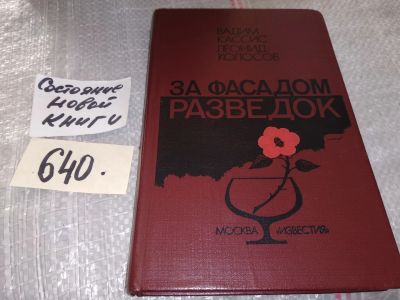 Состояние
новой
книги
640.
ВАДИМ
КАССИС
ЛЕОНИД
КОЛОСОВ
ЗА ФАСАДОМ
РАЗВЕДОК
МОСКВА «ИЗВЕСТИЯ»